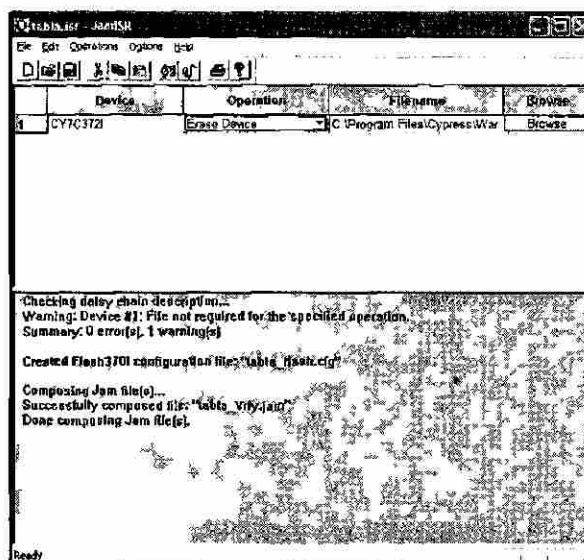 tabla.isr - JamISR
File Edit Operations Options Help
Device Operation Filename Browse
1 CY7C372I Erase Device C:\Program Files\Cypress\War Browse
Checking daisy chain description...
Warning: Device #1: File not required for the specified operation.
Summary: 0 error(s), 1 warning(s)
Created Flash370I configuration file: "tabla_flash.cfg"
Composing Jam file(s)...
Successfully composed file: "tabla_Vrfy.jam"
Done composing Jam file(s).
Ready